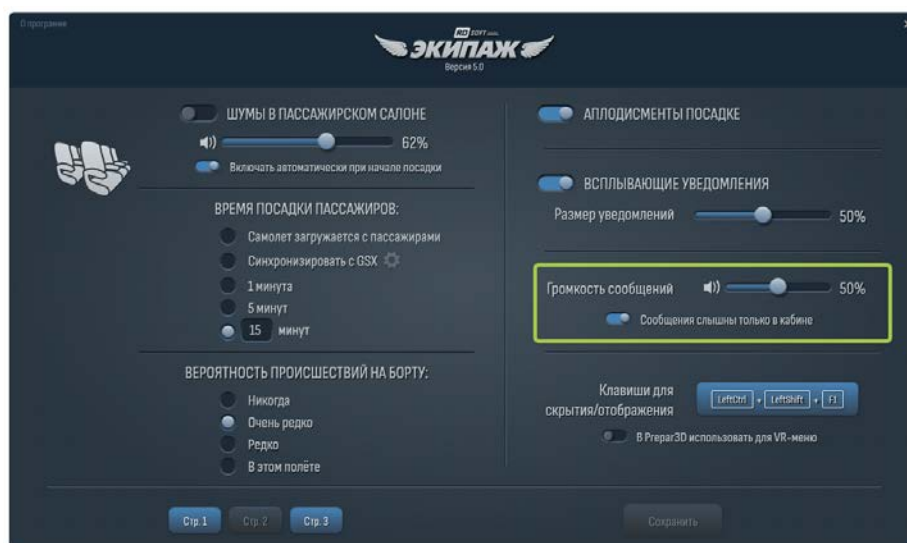 О программе
RD SOFT
ЭКИПАЖ
Версия 5.0
ШУМЫ В ПАССАЖИРСКОМ САЛОНЕ
62%
Включать автоматически при начале посадки
ВРЕМЯ ПОСАДКИ ПАССАЖИРОВ:
Самолет загружается с пассажирами
Синхронизировать с GSX
1 минута
5 минут
15 минут
ВЕРОЯТНОСТЬ ПРОИСШЕСТВИЙ НА БОРТУ:
Никогда
Очень редко
Редко
В этом полёте
АПЛОДИСМЕНТЫ ПОСАДКЕ
ВСПЛЫВАЮЩИЕ УВЕДОМЛЕНИЯ
Размер уведомлений 50%
Громкость сообщений 50%
Сообщения слышны только в кабине
Клавиши для
скрытия/отображения
LeftCtrl + LeftShift + F1
В Prepar3D использовать для VR-меню
Стр. 1 Стр. 2 Стр. 3
Сохранить